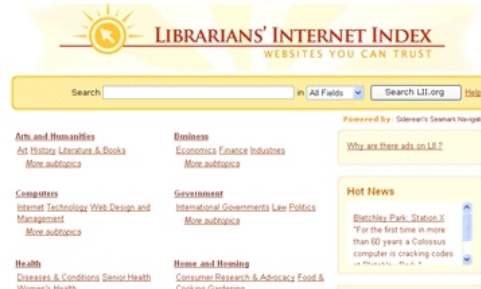 LIBRARIANS' INTERNET INDEX
WEBSITES YOU CAN TRUST
Search in All Fields Search LII.org Help
Powered by: Siderean's Seamark Navigat
Arts and Humanities
Art History Literature & Books
More subtopics
Business
Economics Finance Industries
More subtopics
Why are there ads on LII?
Computers
Internet Technology Web Design and
Management
More subtopics
Government
International Governments Law Politics
More subtopics
Hot News
Bletchley Park: Station X
"For the first time in more
than 60 years a Colossus
computer is cracking codes
at Bletchley Park."
Health
Diseases & Conditions Senior Health
Women's Health
Home and Housing
Consumer Research & Advocacy Food &
Cooking Gardening